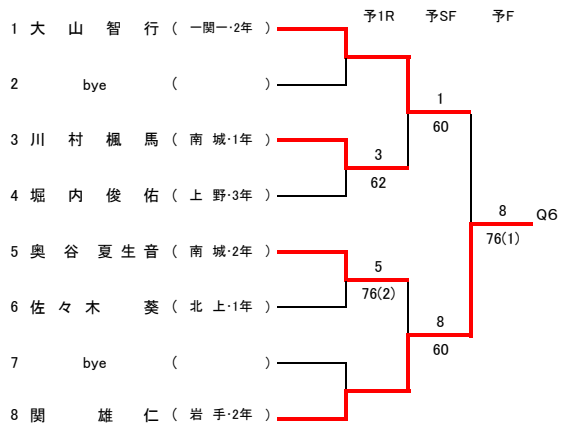 予1R 予SF 予F
1 大山智行 ( 一関一・2年 )
2 bye ( )
1
60
3 川村楓馬 ( 南城・1年 )
3
62
4 堀内俊佑 ( 上野・3年 )
8 Q6
76(1)
5 奥谷夏生音 ( 南城・2年 )
5
76(2)
6 佐々木葵 ( 北上・1年 )
8
60
7 bye ( )
8 関雄仁 ( 岩手・2年 )